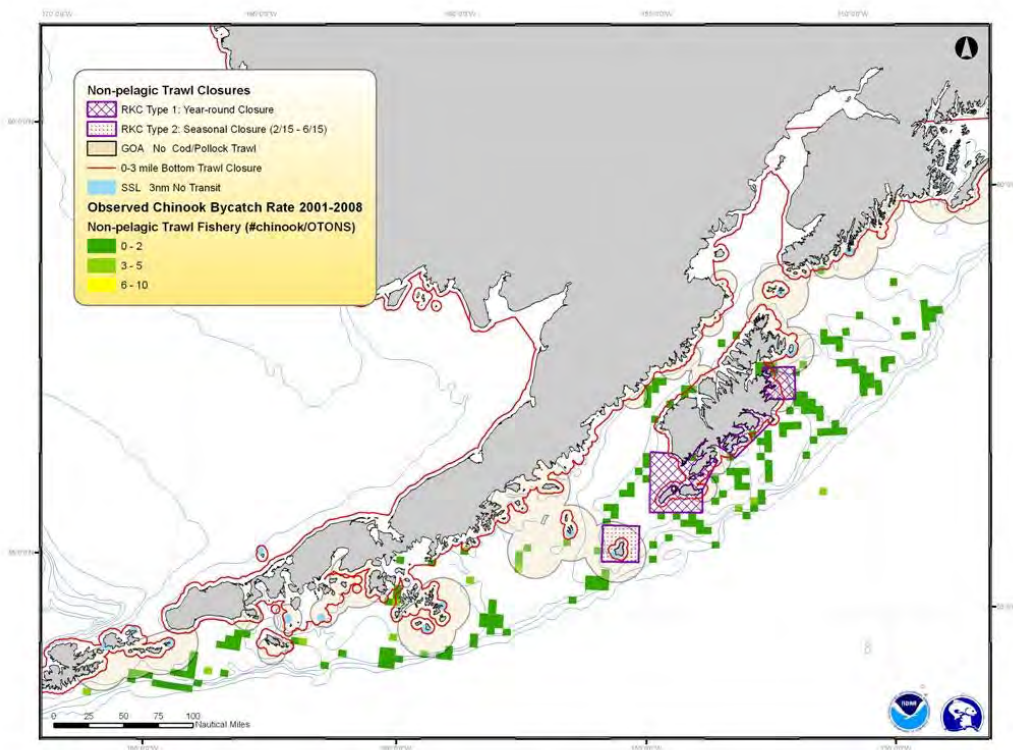 Non-pelagic Trawl Closures
RKC Type 1: Year-round Closure
RKC Type 2: Seasonal Closure (2/15 - 6/15)
GOA No Cod/Pollock Trawl
0-3 mile Bottom Trawl Closure
SSL 3nm No Transit
Observed Chinook Bycatch Rate 2001-2008
Non-pelagic Trawl Fishery (#chinook/OTONS)
0 - 2
3 - 5
6 - 10
0 25 50 75 100
Nautical Miles
NOAA